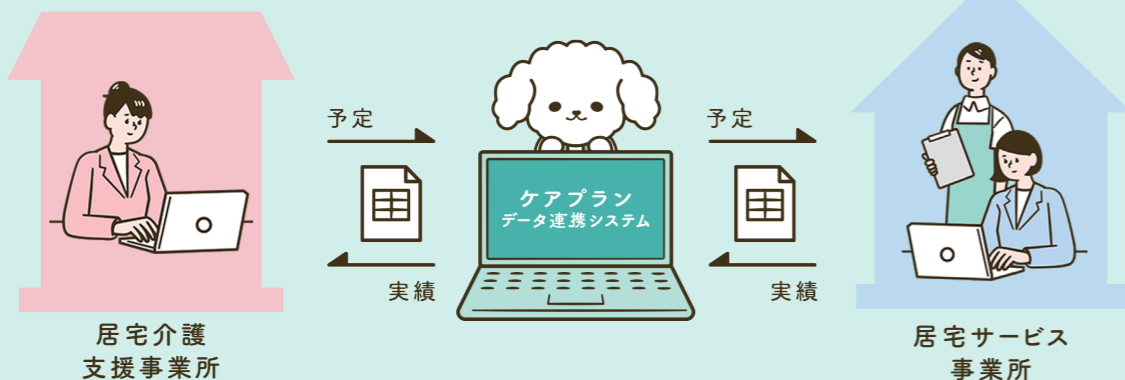 予定
予定
ケアプラン
データ連携システム
実績
実績
居宅介護
支援事業所
居宅サービス
事業所